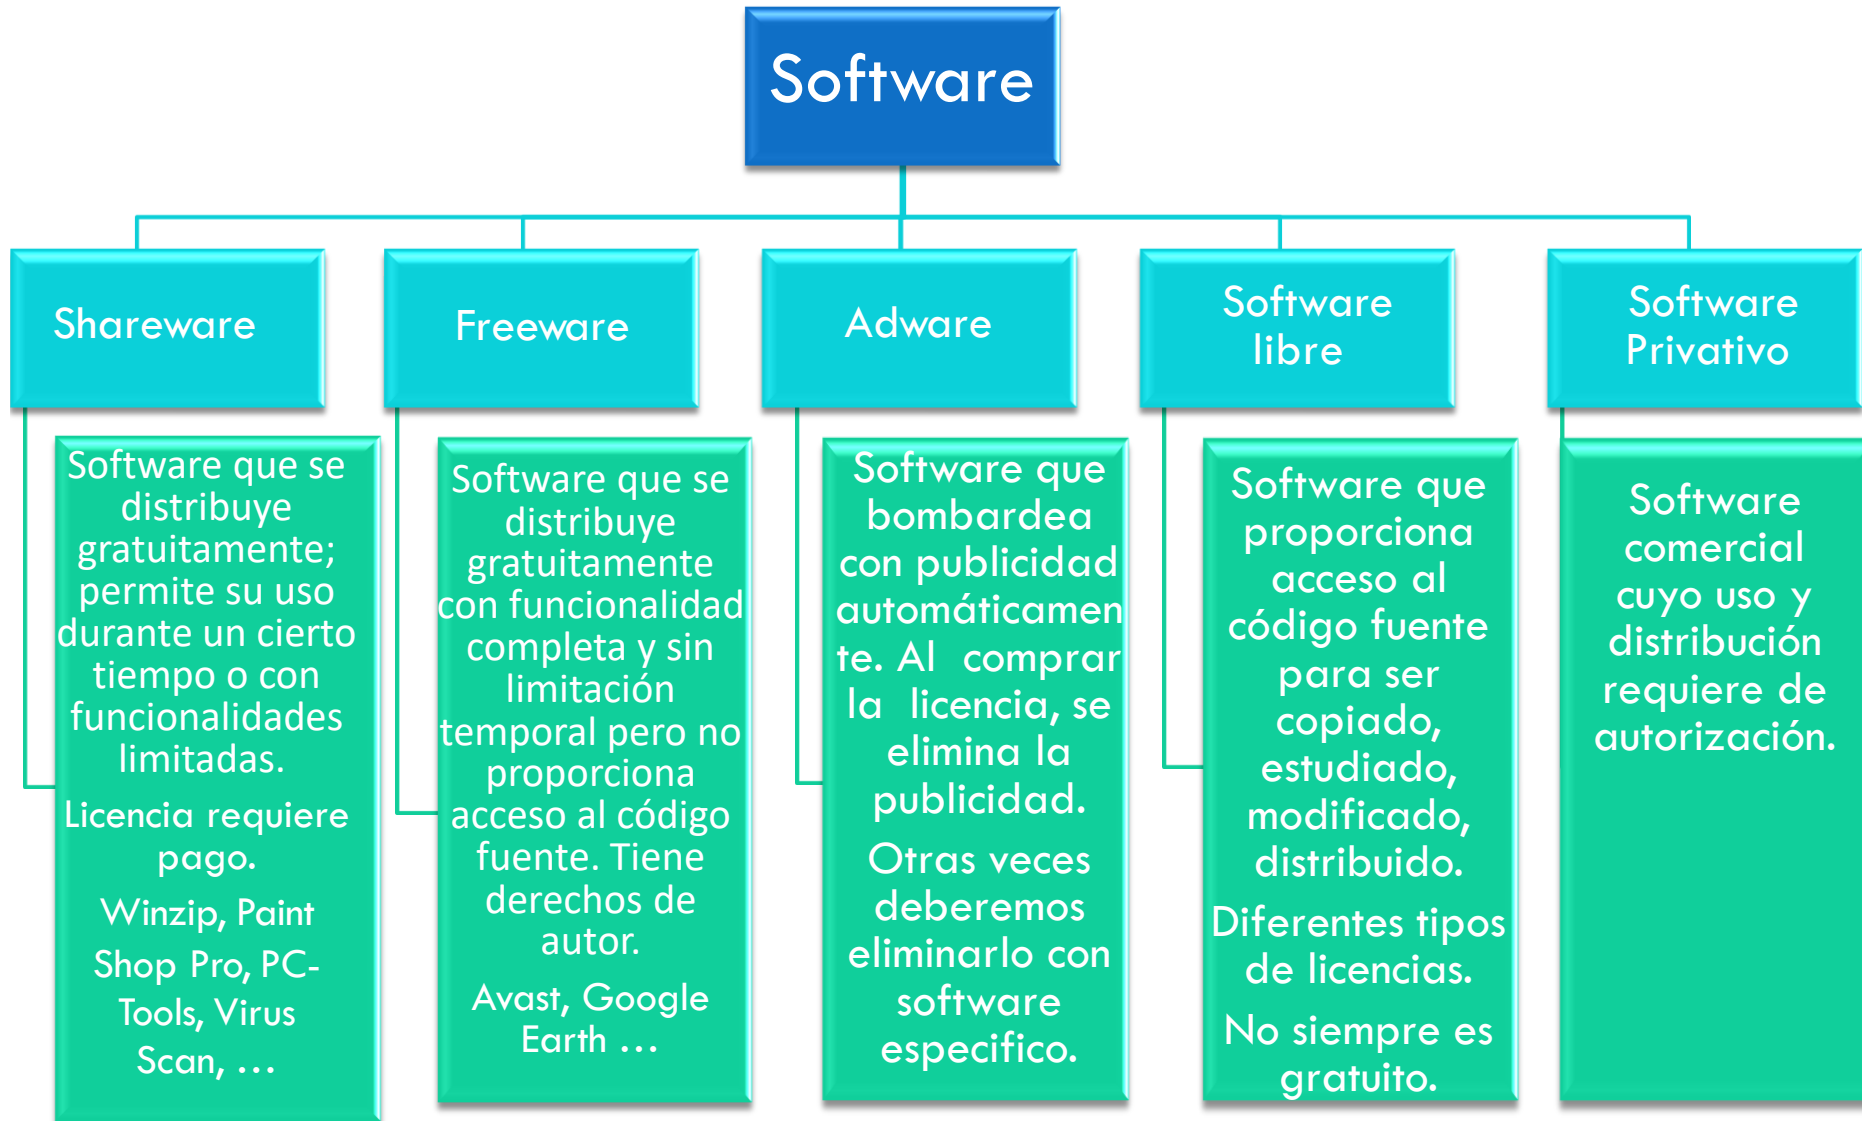 Software
Shareware
Freeware
Adware
Software
libre
Software
Privativo
Software que se
distribuye
gratuitamente;
permite su uso
durante un cierto
tiempo o con
funcionalidades
limitadas.
Licencia requiere
pago.
Winzip, Paint
Shop Pro, PC-
Tools, Virus
Scan, …
Software que se
distribuye
gratuitamente
con funcionalidad
completa y sin
limitación
temporal pero no
proporciona
acceso al código
fuente. Tiene
derechos de
autor.
Avast, Google
Earth …
Software que
bombardea
con publicidad
automáticamen
te. Al comprar
la licencia, se
elimina la
publicidad.
Otras veces
deberemos
eliminarlo con
software
especifico.
Software que
proporciona
acceso al
código fuente
para ser
copiado,
estudiado,
modificado,
distribuido.
Diferentes tipos
de licencias.
No siempre es
gratuito.
Software
comercial
cuyo uso y
distribución
requiere de
autorización.